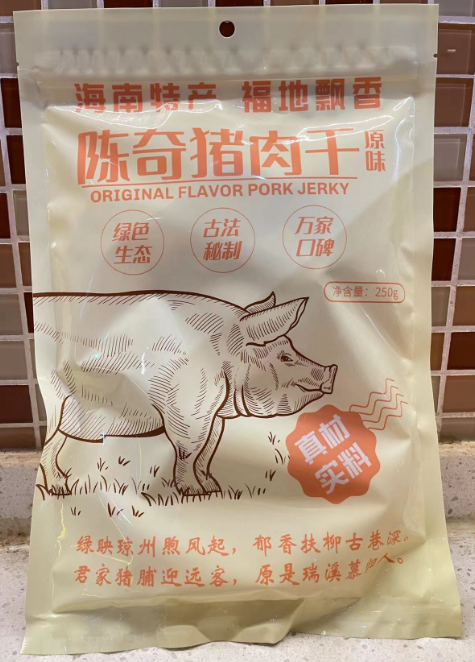 海南特产 福地飘香
陈奇猪肉干 原味
ORIGINAL FLAVOR PORK JERKY
绿色
生态
古法
秘制
万家
口碑
净含量：250g
真材
实料
绿映琼州煦风起，郁香扶柳古巷深。
君家猪脯迎远客，原是瑞溪慕归人。